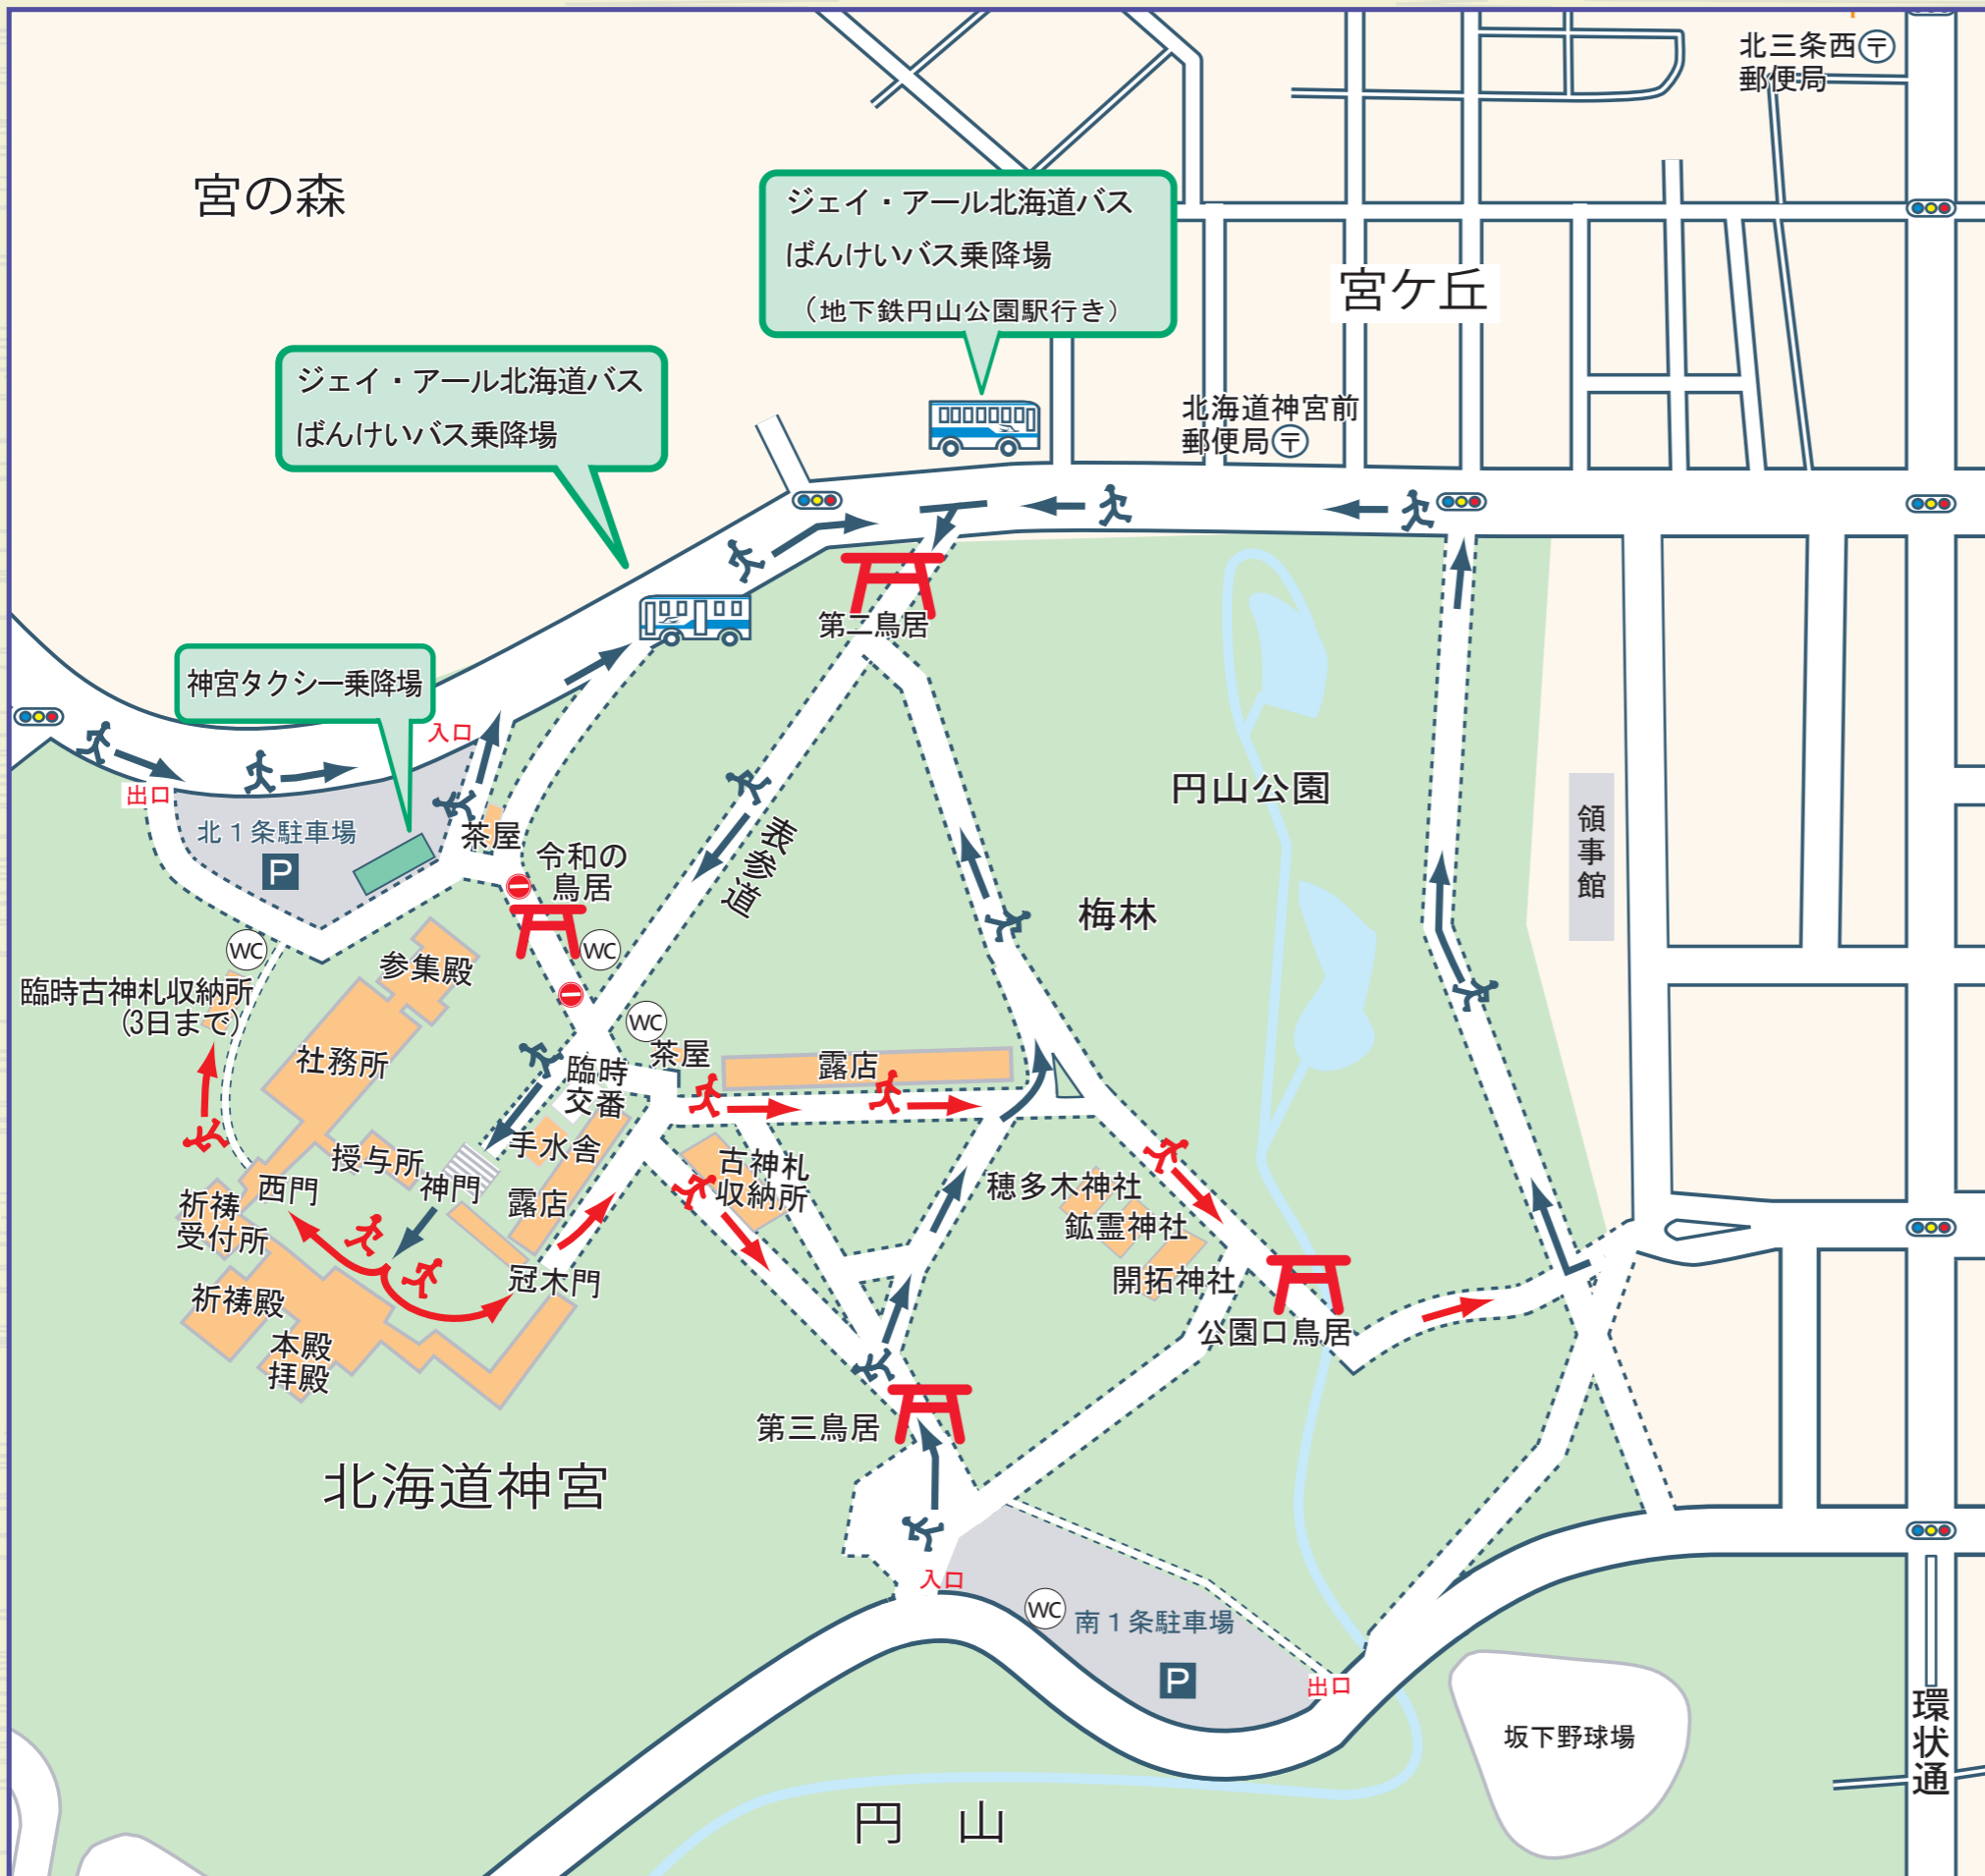 北三条西〒
郵便局
宮の森
ジェイ・アール北海道バス
ばんけいバス乗降場
（地下鉄円山公園駅行き）
宮ケ丘
ジェイ・アール北海道バス
ばんけいバス乗降場
北海道神宮前
郵便局〒
第二鳥居
神宮タクシー乗降場
入口
出口
北１条駐車場
P
茶屋
令和の
鳥居
表参道
円山公園
領事館
梅林
WC
WC
参集殿
臨時古神札収納所
(3日まで)
WC
社務所
茶屋
露店
臨時
交番
手水舎
授与所
神門
古神札
収納所
西門
露店
祈祷
受付所
穂多木神社
鉱霊神社
開拓神社
冠木門
祈祷殿
公園口鳥居
本殿
拝殿
第三鳥居
北海道神宮
入口
WC
南１条駐車場
P
出口
坂下野球場
環状通
円　山